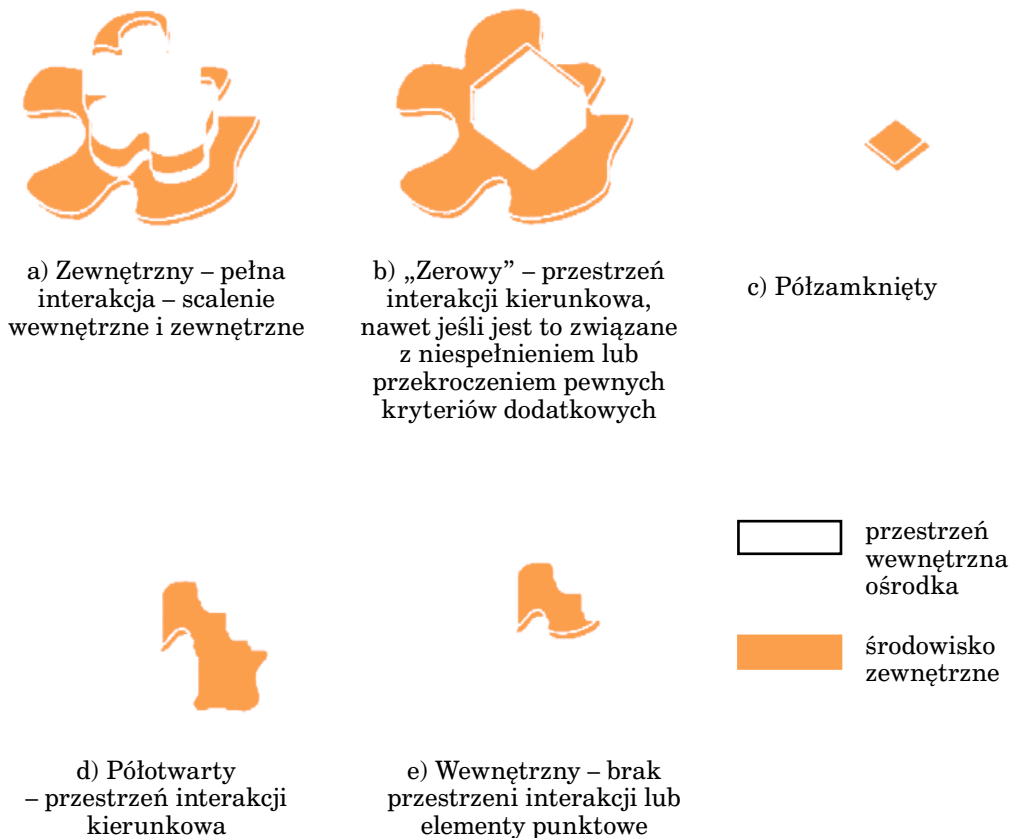 a) Zewnętrzny – pełna
interakcja – scalenie
wewnętrzne i zewnętrzne
b) „Zerowy” – przestrzeń
interakcji kierunkowa,
nawet jeśli jest to związane
z niespełnieniem lub
przekroczeniem pewnych
kryteriów dodatkowych
c) Półzamknięty
przestrzeń
wewnętrzna
ośrodka
środowisko
zewnętrzne
d) Półotwarty
– przestrzeń interakcji
kierunkowa
e) Wewnętrzny – brak
przestrzeni interakcji lub
elementy punktowe